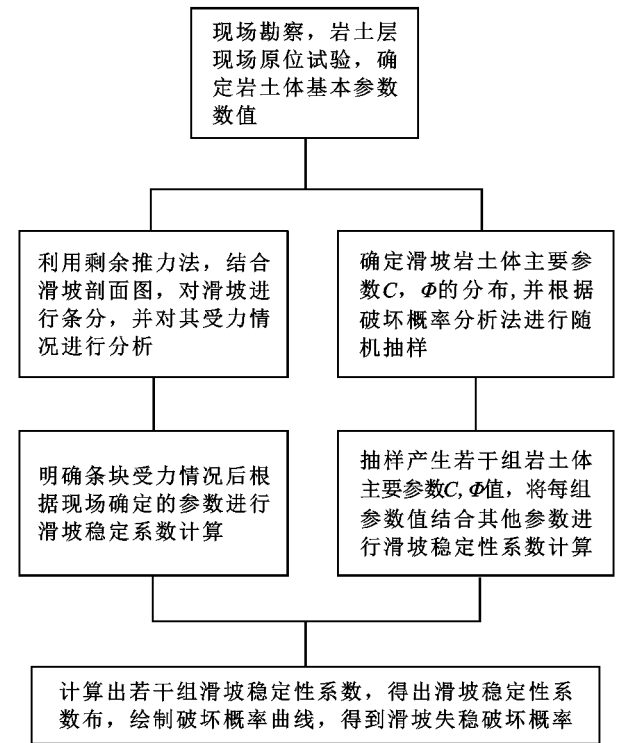 现场勘察，岩土层
现场原位试验，确
定岩土体基本参数
数值
利用剩余推力法，结合
滑坡剖面图，对滑坡进
行条分，并对其受力情
况进行分析
确定滑坡岩土体主要参
数C，Φ的分布,并根据
破坏概率分析法进行随
机抽样
明确条块受力情况后根
据现场确定的参数进行
滑坡稳定系数计算
抽样产生若干组岩土体
主要参数C,Φ值，将每组
参数值结合其他参数进
行滑坡稳定性系数计算
计算出若干组滑坡稳定性系数，得出滑坡稳定性系
数布，绘制破坏概率曲线，得到滑坡失稳破坏概率